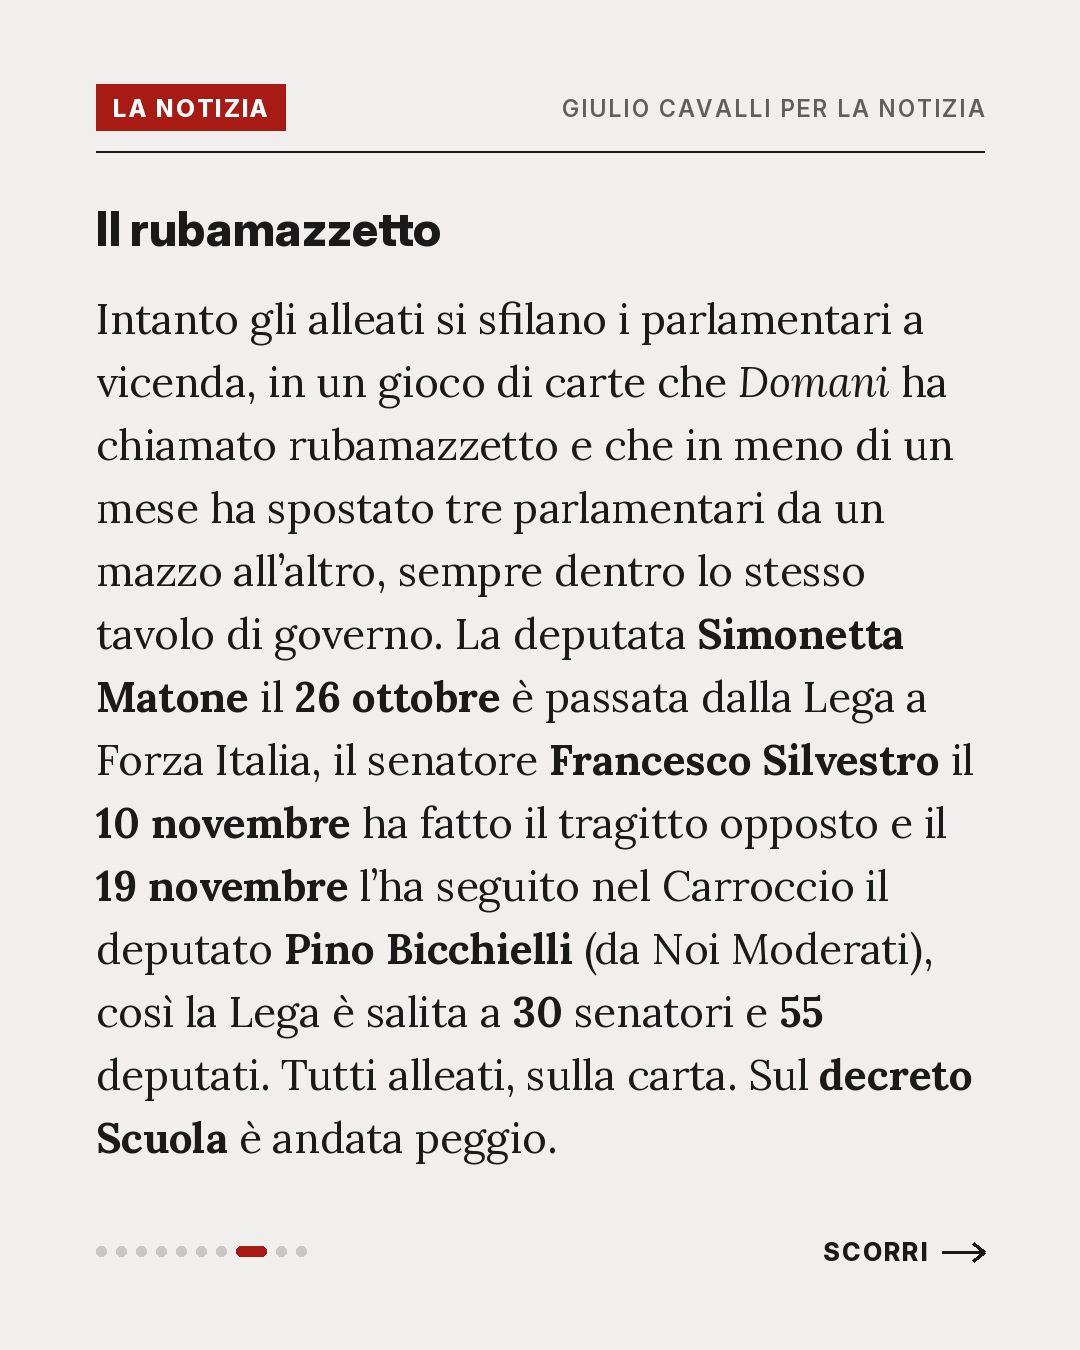 LA NOTIZIA
GIULIO CAVALLI PER LA NOTIZIA
Il rubamazzetto
Intanto gli alleati si sfilano i parlamentari a
vicenda, in un gioco di carte che Domani ha
chiamato rubamazzetto e che in meno di un
mese ha spostato tre parlamentari da un
mazzo all’altro, sempre dentro lo stesso
tavolo di governo. La deputata Simonetta
Matone il 26 ottobre è passata dalla Lega a
Forza Italia, il senatore Francesco Silvestro il
10 novembre ha fatto il tragitto opposto e il
19 novembre l’ha seguito nel Carroccio il
deputato Pino Bicchielli (da Noi Moderati),
così la Lega è salita a 30 senatori e 55
deputati. Tutti alleati, sulla carta. Sul decreto
Scuola è andata peggio.
SCORRI